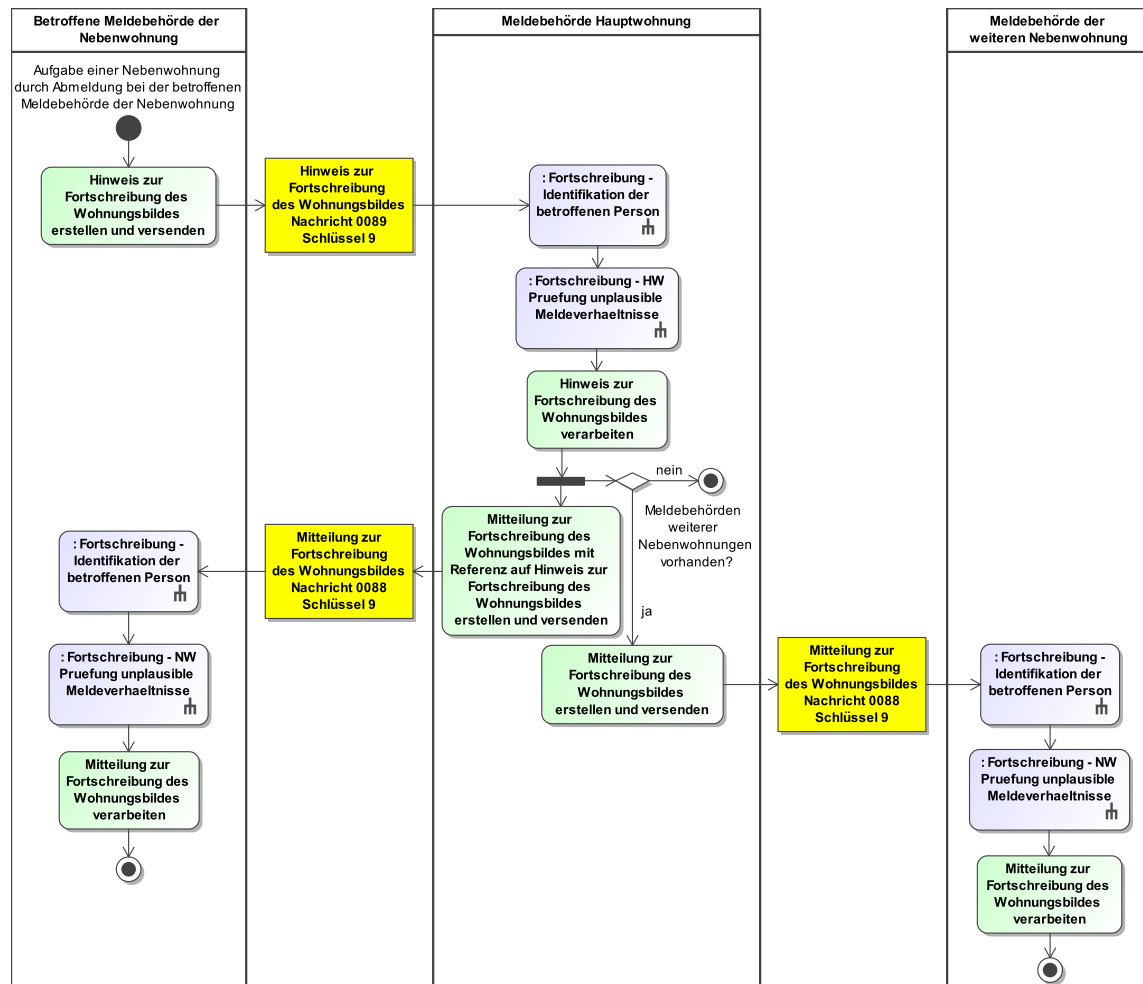 Betroffene Meldebehörde der
Nebenwohnung
Meldebehörde Hauptwohnung
Meldebehörde der
weiteren Nebenwohnung
Aufgabe einer Nebenwohnung
durch Abmeldung bei der betroffenen
Meldebehörde der Nebenwohnung
Hinweis zur
Fortschreibung des
Wohnungsbildes
erstellen und versenden
Hinweis zur
Fortschreibung
des Wohnungsbildes
Nachricht 0089
Schlüssel 9
: Fortschreibung -
Identifikation der
betroffenen Person
: Fortschreibung - HW
Pruefung unplausible
Meldeverhaeltnisse
Hinweis zur
Fortschreibung des
Wohnungsbildes
verarbeiten
nein
Meldebehörden
weiterer
Nebenwohnungen
vorhanden?
ja
Mitteilung zur
Fortschreibung des
Wohnungsbildes mit
Referenz auf Hinweis zur
Fortschreibung des
Wohnungsbildes
erstellen und versenden
Mitteilung zur
Fortschreibung
des Wohnungsbildes
Nachricht 0088
Schlüssel 9
: Fortschreibung -
Identifikation der
betroffenen Person
: Fortschreibung - NW
Pruefung unplausible
Meldeverhaeltnisse
Mitteilung zur
Fortschreibung des
Wohnungsbildes
verarbeiten
Mitteilung zur
Fortschreibung des
Wohnungsbildes
erstellen und versenden
Mitteilung zur
Fortschreibung
des Wohnungsbildes
Nachricht 0088
Schlüssel 9
: Fortschreibung -
Identifikation der
betroffenen Person
: Fortschreibung - NW
Pruefung unplausible
Meldeverhaeltnisse
Mitteilung zur
Fortschreibung des
Wohnungsbildes
verarbeiten